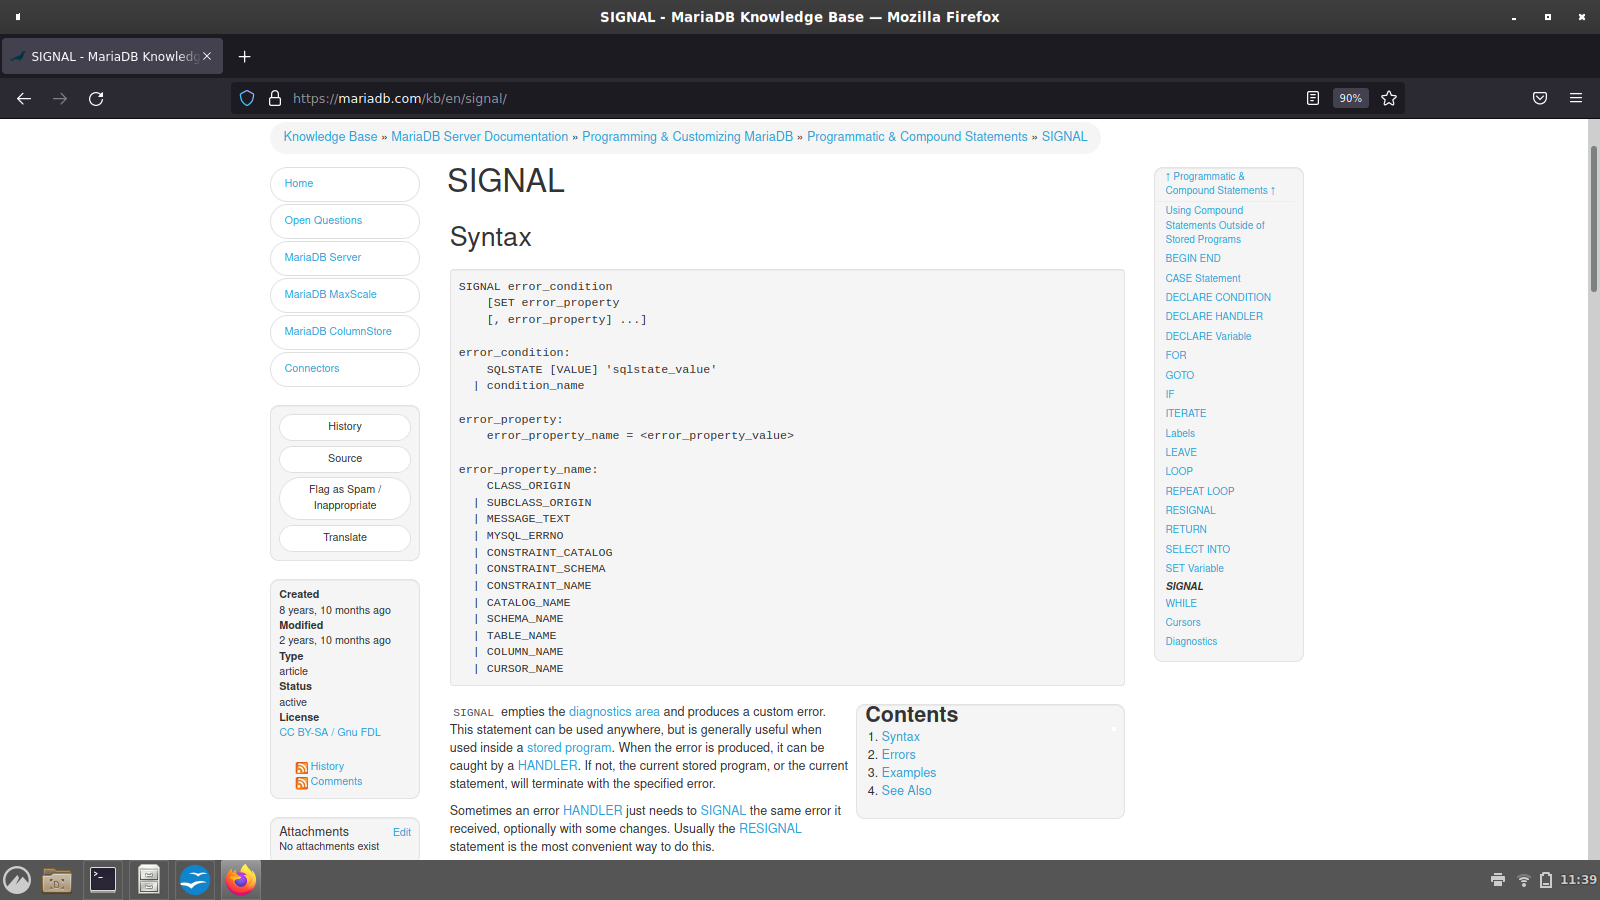 SIGNAL - MariaDB Knowledge Base — Mozilla Firefox
SIGNAL - MariaDB Knowledg
https://mariadb.com/kb/en/signal/
90%
Knowledge Base » MariaDB Server Documentation » Programming & Customizing MariaDB » Programmatic & Compound Statements » SIGNAL
Home
Open Questions
MariaDB Server
MariaDB MaxScale
MariaDB ColumnStore
Connectors
History
Source
Flag as Spam /
Inappropriate
Translate
Created
8 years, 10 months ago
Modified
2 years, 10 months ago
Type
article
Status
active
License
CC BY-SA / Gnu FDL
History
Comments
Attachments Edit
No attachments exist
SIGNAL
Syntax
SIGNAL error_condition
    [SET error_property
    [, error_property] ...]
error_condition:
    SQLSTATE [VALUE] 'sqlstate_value'
  | condition_name
error_property:
    error_property_name = <error_property_value>
error_property_name:
    CLASS_ORIGIN
  | SUBCLASS_ORIGIN
  | MESSAGE_TEXT
  | MYSQL_ERRNO
  | CONSTRAINT_CATALOG
  | CONSTRAINT_SCHEMA
  | CONSTRAINT_NAME
  | CATALOG_NAME
  | SCHEMA_NAME
  | TABLE_NAME
  | COLUMN_NAME
  | CURSOR_NAME
SIGNAL empties the diagnostics area and produces a custom error.
This statement can be used anywhere, but is generally useful when
used inside a stored program. When the error is produced, it can be
caught by a HANDLER. If not, the current stored program, or the current
statement, will terminate with the specified error.
Sometimes an error HANDLER just needs to SIGNAL the same error it
received, optionally with some changes. Usually the RESIGNAL
statement is the most convenient way to do this.
Contents
1. Syntax
2. Errors
3. Examples
4. See Also
↑ Programmatic &
Compound Statements ↑
Using Compound
Statements Outside of
Stored Programs
BEGIN END
CASE Statement
DECLARE CONDITION
DECLARE HANDLER
DECLARE Variable
FOR
GOTO
IF
ITERATE
Labels
LEAVE
LOOP
REPEAT LOOP
RESIGNAL
RETURN
SELECT INTO
SET Variable
SIGNAL
WHILE
Cursors
Diagnostics
11:39